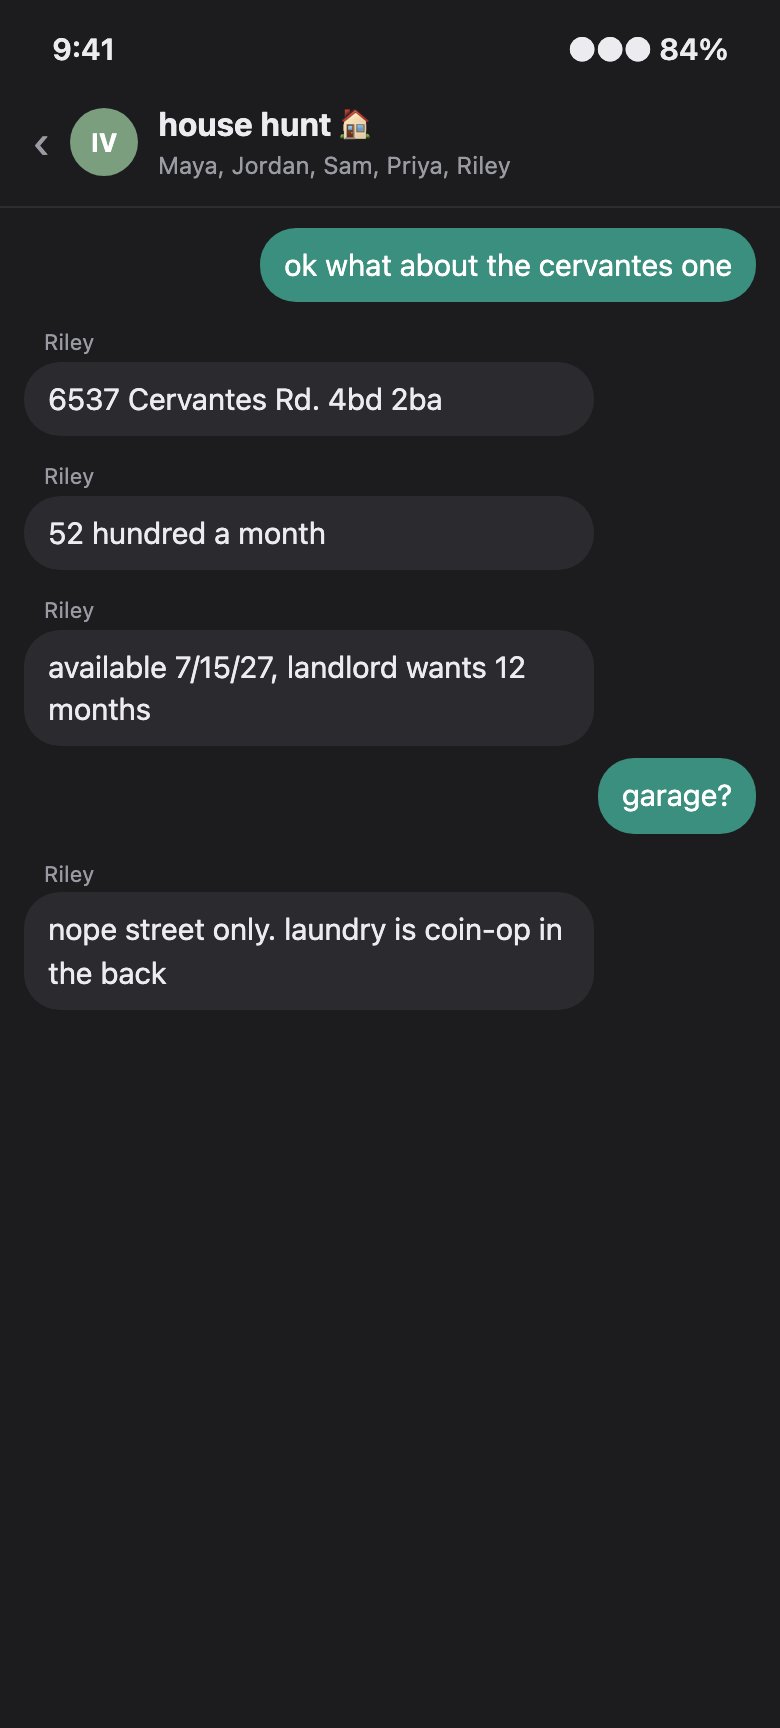 9:41
84%
‹
IV
house hunt 🏠
Maya, Jordan, Sam, Priya, Riley
ok what about the cervantes one
Riley
6537 Cervantes Rd. 4bd 2ba
Riley
52 hundred a month
Riley
available 7/15/27, landlord wants 12
months
garage?
Riley
nope street only. laundry is coin-op in
the back